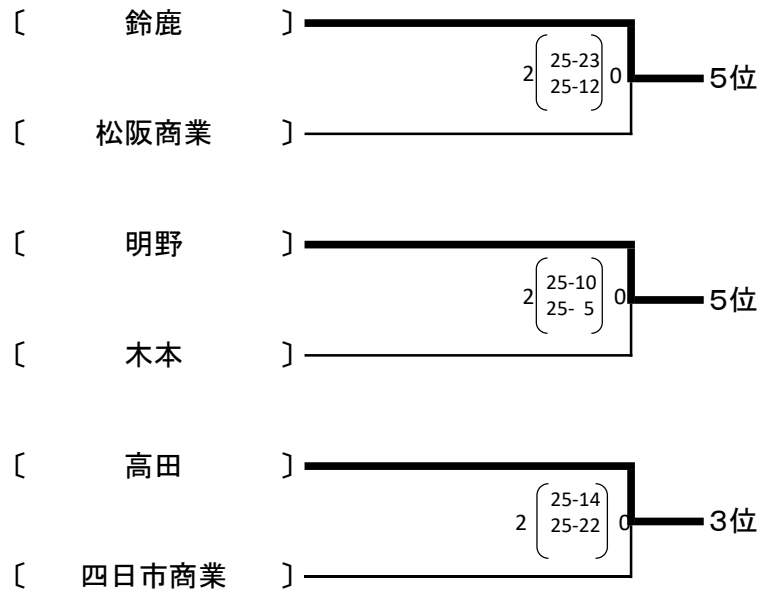 〔 鈴鹿 〕
2 25-23 0
25-12
5位
〔 松阪商業 〕
〔 明野 〕
2 25-10 0
25- 5
5位
〔 木本 〕
〔 高田 〕
25-14
2 25-22 0
3位
〔 四日市商業 〕